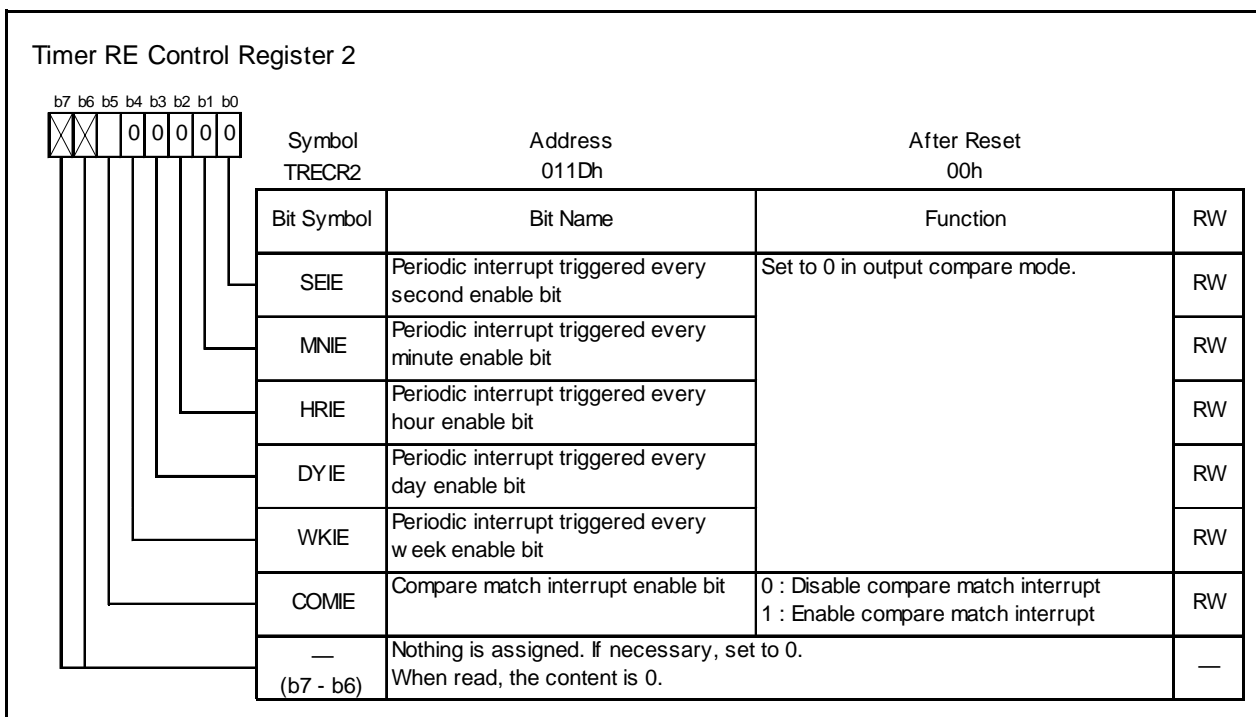 Timer RE Control Register 2
b7 b6 b5 b4 b3 b2 b1 b0
0 0 0 0 0
Symbol Address After Reset
TRECR2 011Dh 00h
Bit Symbol Bit Name Function RW
SEIE Periodic interrupt triggered every second enable bit Set to 0 in output compare mode. RW
MNIE Periodic interrupt triggered every minute enable bit RW
HRIE Periodic interrupt triggered every hour enable bit RW
DYIE Periodic interrupt triggered every day enable bit RW
WKIE Periodic interrupt triggered every week enable bit RW
COMIE Compare match interrupt enable bit 0 : Disable compare match interrupt
1 : Enable compare match interrupt RW
— (b7 - b6) Nothing is assigned. If necessary, set to 0.
When read, the content is 0. —